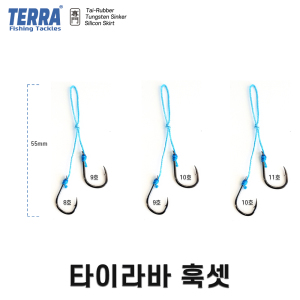 TERRA
Fishing Tackles
Tai-Rubber
Tungsten Sinker
Silicon Skirt
55mm
9호
10호
11호
8호
9호
10호
타이라바 훅셋